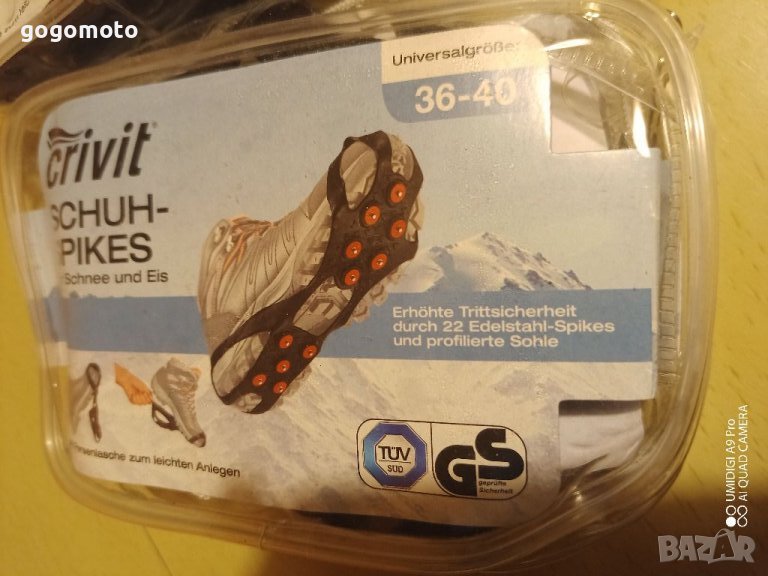 gogomoto
Universalgröße:
36-40
crivit®
SCHUH-
SPIKES
Schnee und Eis
Erhöhte Trittsicherheit
durch 22 Edelstahl-Spikes
und profilierte Sohle
zum leichten Anlegen
TÜV
SÜD
GS
geprüfte
Sicherheit
UMIDIGI A9 Pro
AI QUAD CAMERA
BAZAR